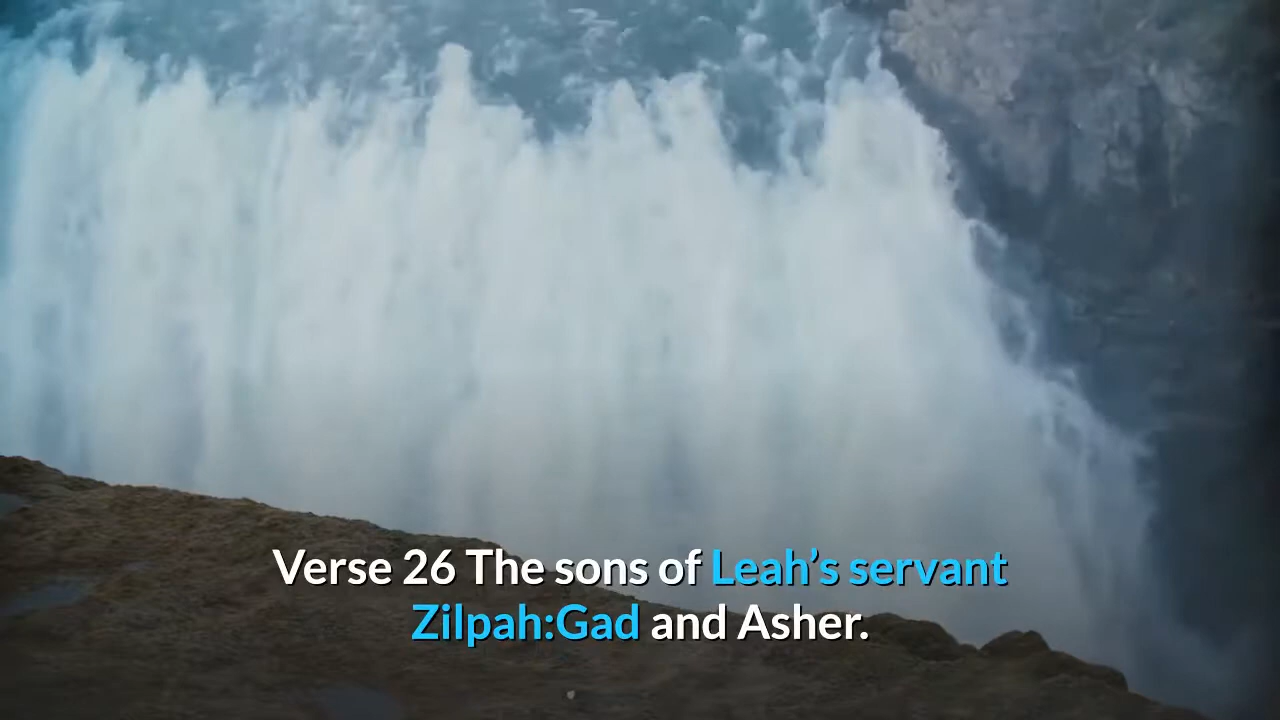 Verse 26 The sons of Leah’s servant
Zilpah:Gad and Asher.